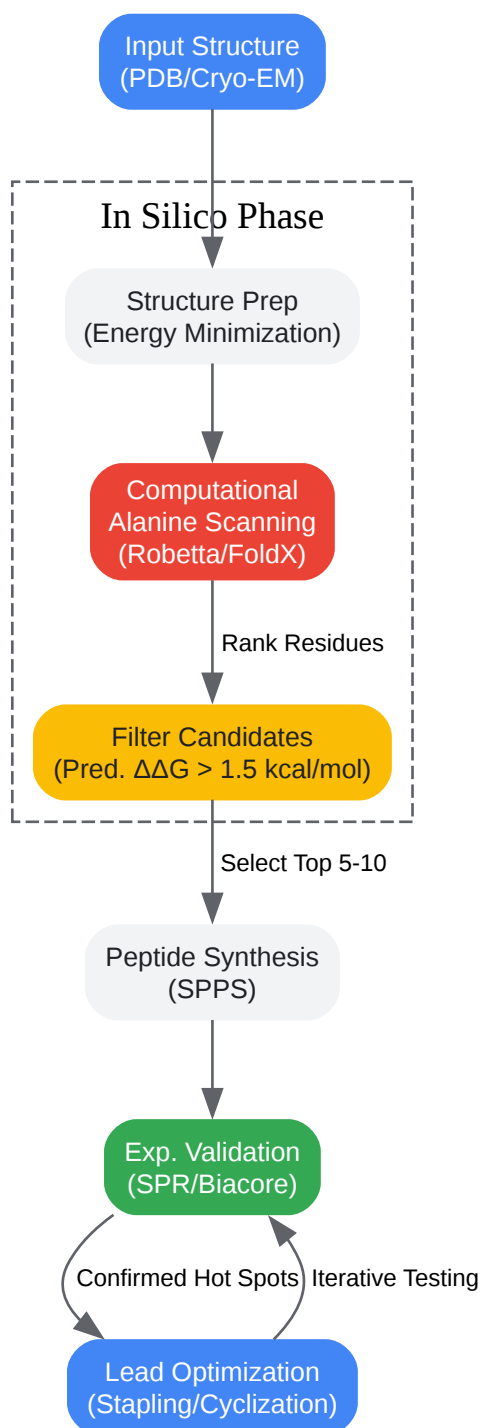 Input Structure
(PDB/Cryo-EM)
In Silico Phase
Structure Prep
(Energy Minimization)
Computational
Alanine Scanning
(Robetta/FoldX)
Rank Residues
Filter Candidates
(Pred. ΔΔG > 1.5 kcal/mol)
Select Top 5-10
Peptide Synthesis
(SPPS)
Exp. Validation
(SPR/Biacore)
Confirmed Hot Spots
Iterative Testing
Lead Optimization
(Stapling/Cyclization)